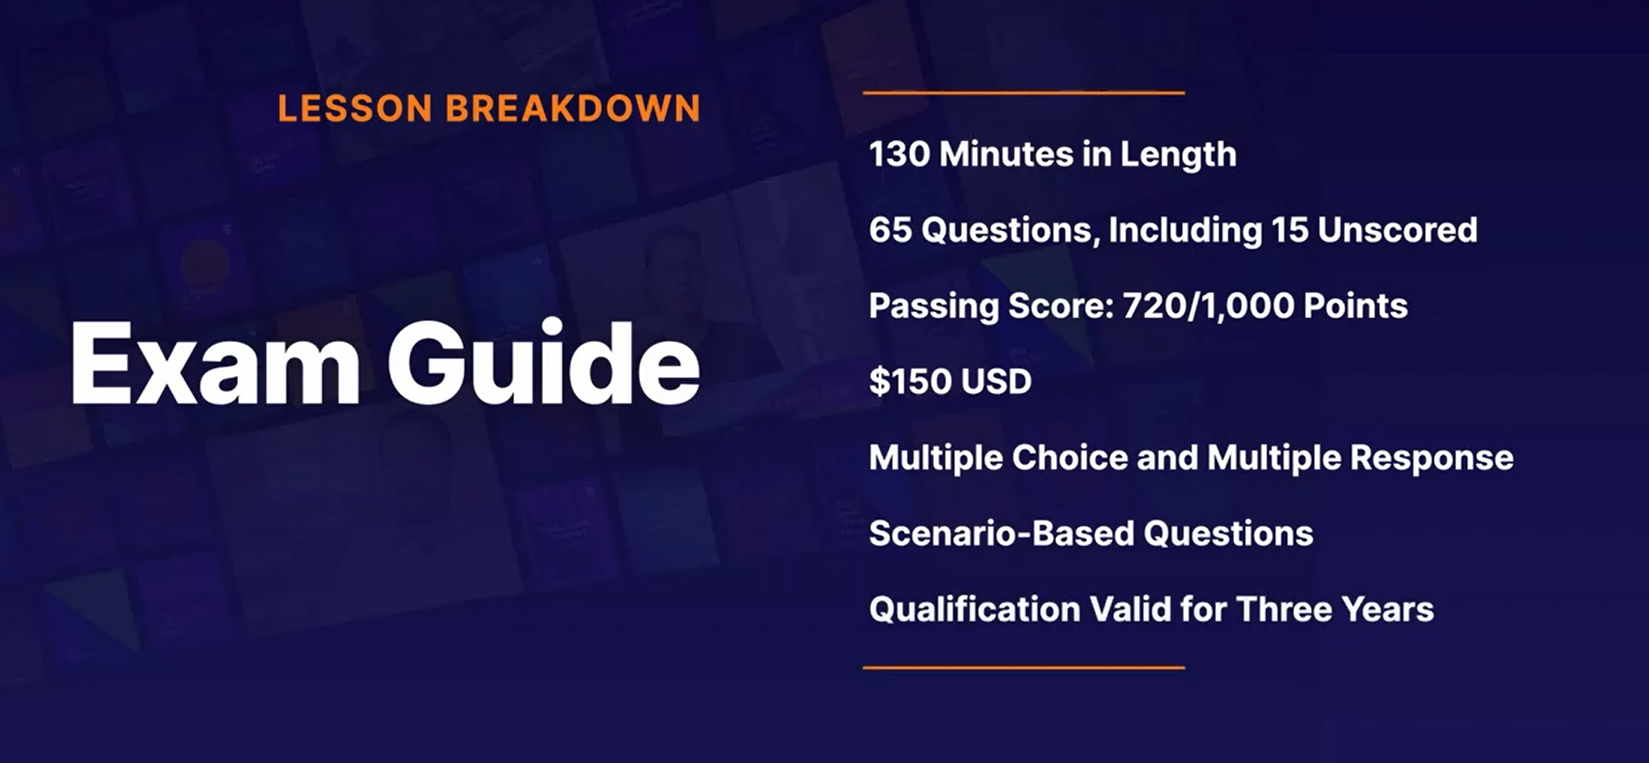 LESSON BREAKDOWN
Exam Guide
130 Minutes in Length
65 Questions, Including 15 Unscored
Passing Score: 720/1,000 Points
$150 USD
Multiple Choice and Multiple Response
Scenario-Based Questions
Qualification Valid for Three Years